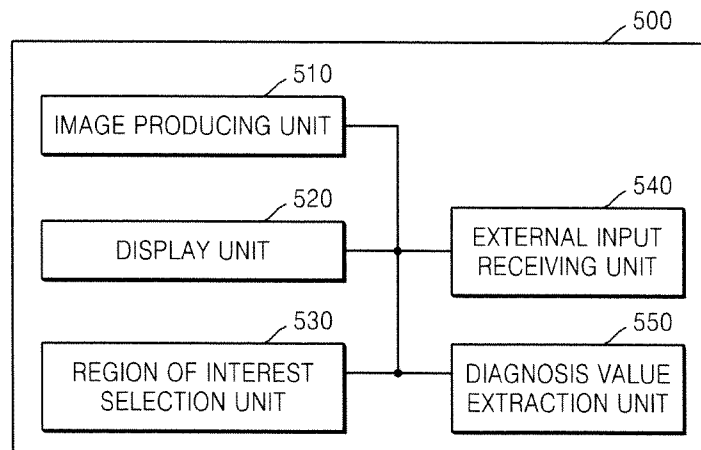 500
510
IMAGE PRODUCING UNIT
520
DISPLAY UNIT
530
REGION OF INTEREST
SELECTION UNIT
540
EXTERNAL INPUT
RECEIVING UNIT
550
DIAGNOSIS VALUE
EXTRACTION UNIT